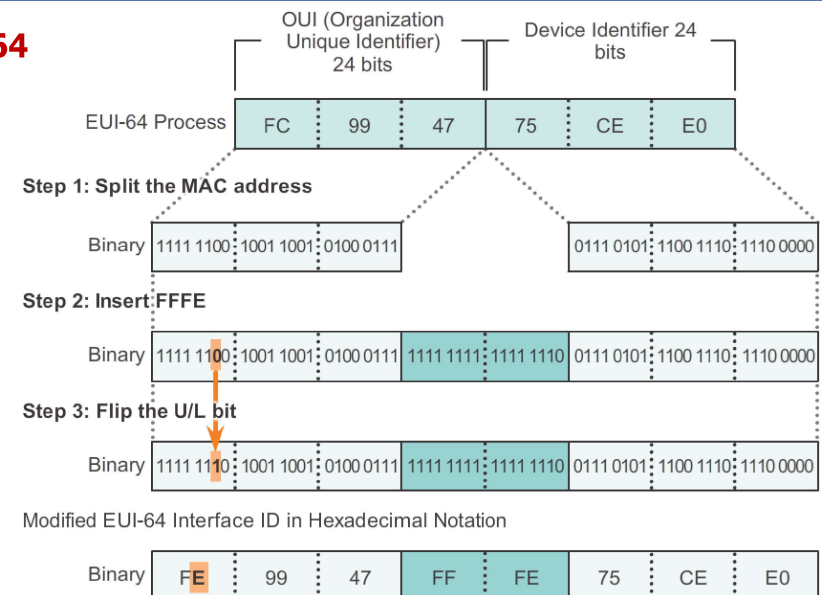 64
OUI (Organization
Unique Identifier)
24 bits
Device Identifier 24
bits
EUI-64 Process FC 99 47 75 CE E0
Step 1: Split the MAC address
Binary 1111 1100 1001 1001 0100 0111 0111 0101 1100 1110 1110 0000
Step 2: Insert FFFE
Binary 1111 1100 1001 1001 0100 0111 1111 1111 1111 1110 0111 0101 1100 1110 1110 0000
Step 3: Flip the U/L bit
Binary 1111 1110 1001 1001 0100 0111 1111 1111 1111 1110 0111 0101 1100 1110 1110 0000
Modified EUI-64 Interface ID in Hexadecimal Notation
Binary FE 99 47 FF FE 75 CE E0